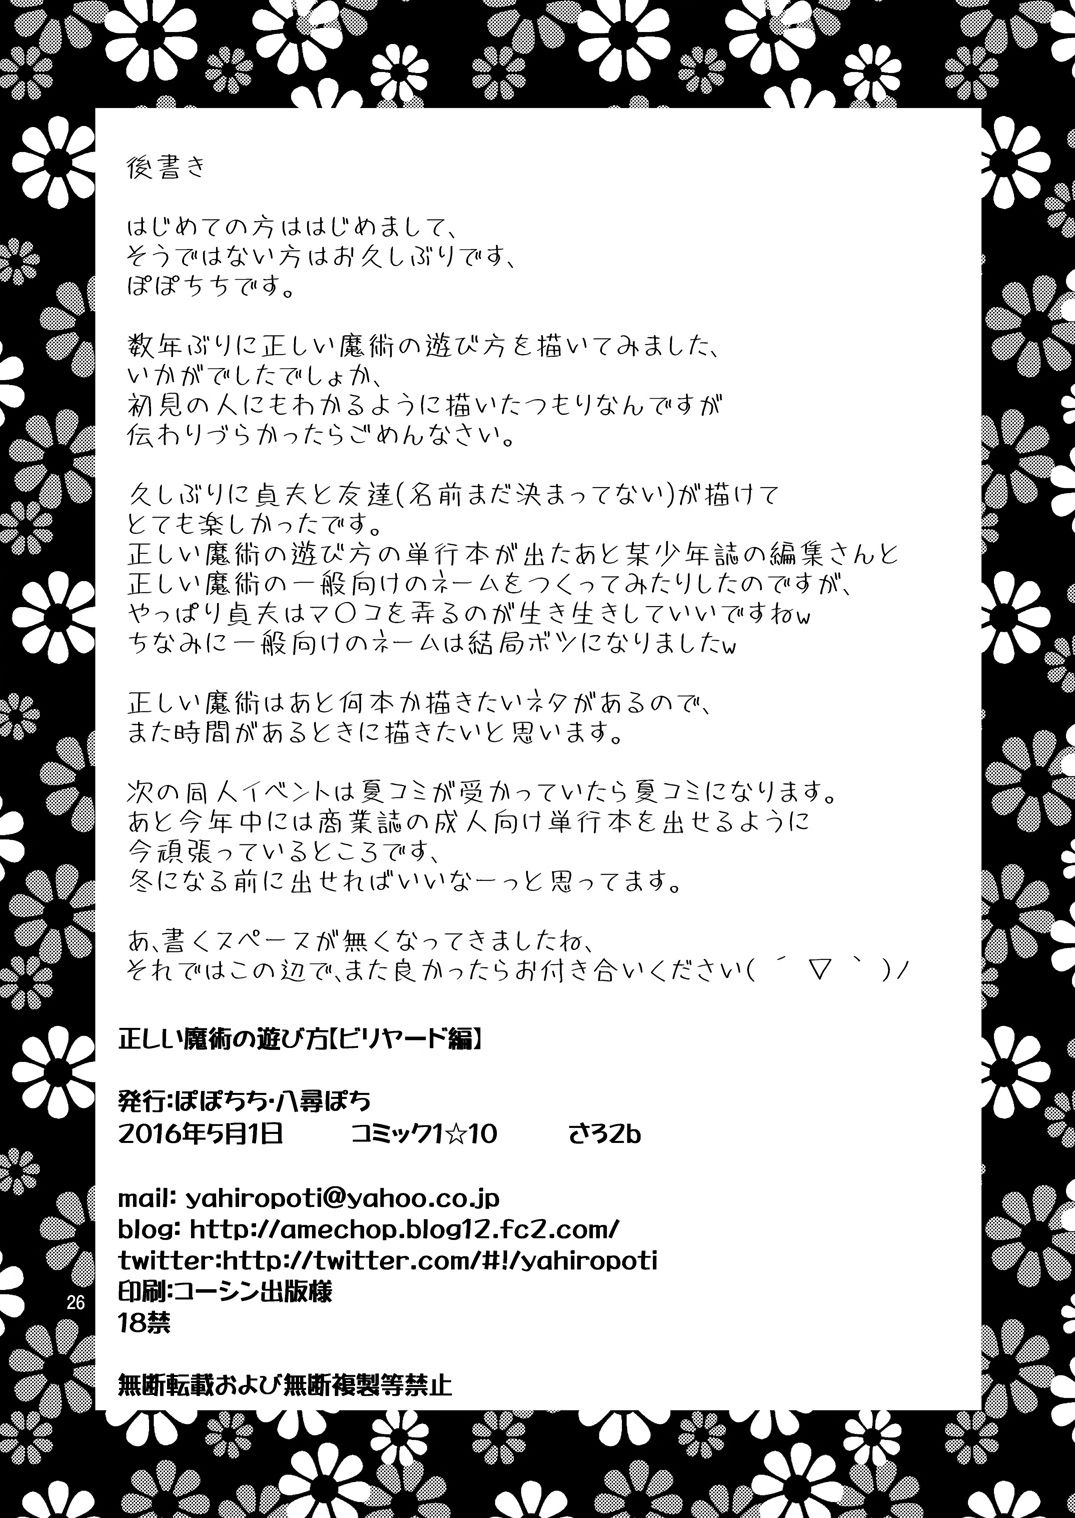 後書き
はじめての方ははじめまして、
そうではない方はお久しぶりです、
ぽぽちちです。
数年ぶりに正しい魔術の遊び方を描いてみました、
いかがでしたでしょか、
初見の人にもわかるように描いたつもりなんですが
伝わりづらかったらごめんなさい。
久しぶりに貞夫と友達(名前まだ決まってない)が描けて
とても楽しかったです。
正しい魔術の遊び方の単行本が出たあと某少年誌の編集さんと
正しい魔術の一般向けのネームをつくってみたりしたのですが、
やっぱり貞夫はマ〇コを弄るのが生き生きしていいですねw
ちなみに一般向けのネームは結局ボツになりましたw
正しい魔術はあと何本か描きたいネタがあるので、
また時間があるときに描きたいと思います。
次の同人イベントは夏コミが受かっていたら夏コミになります。
あと今年中には商業誌の成人向け単行本を出せるように
今頑張っているところです、
冬になる前に出せればいいなーっと思ってます。
あ、書くスペースが無くなってきましたね、
それではこの辺で、また良かったらお付き合いください( ´ ▽ ` )ﾉ
正しい魔術の遊び方【ビリヤード編】
発行:ぽぽちち・八尋ぽち
2016年5月1日 コミック1☆10 さろ2b
mail: yahiropoti@yahoo.co.jp
blog: http://amechop.blog12.fc2.com/
twitter:http://twitter.com/#!/yahiropoti
印刷:コーシン出版様
26
18禁
無断転載および無断複製等禁止